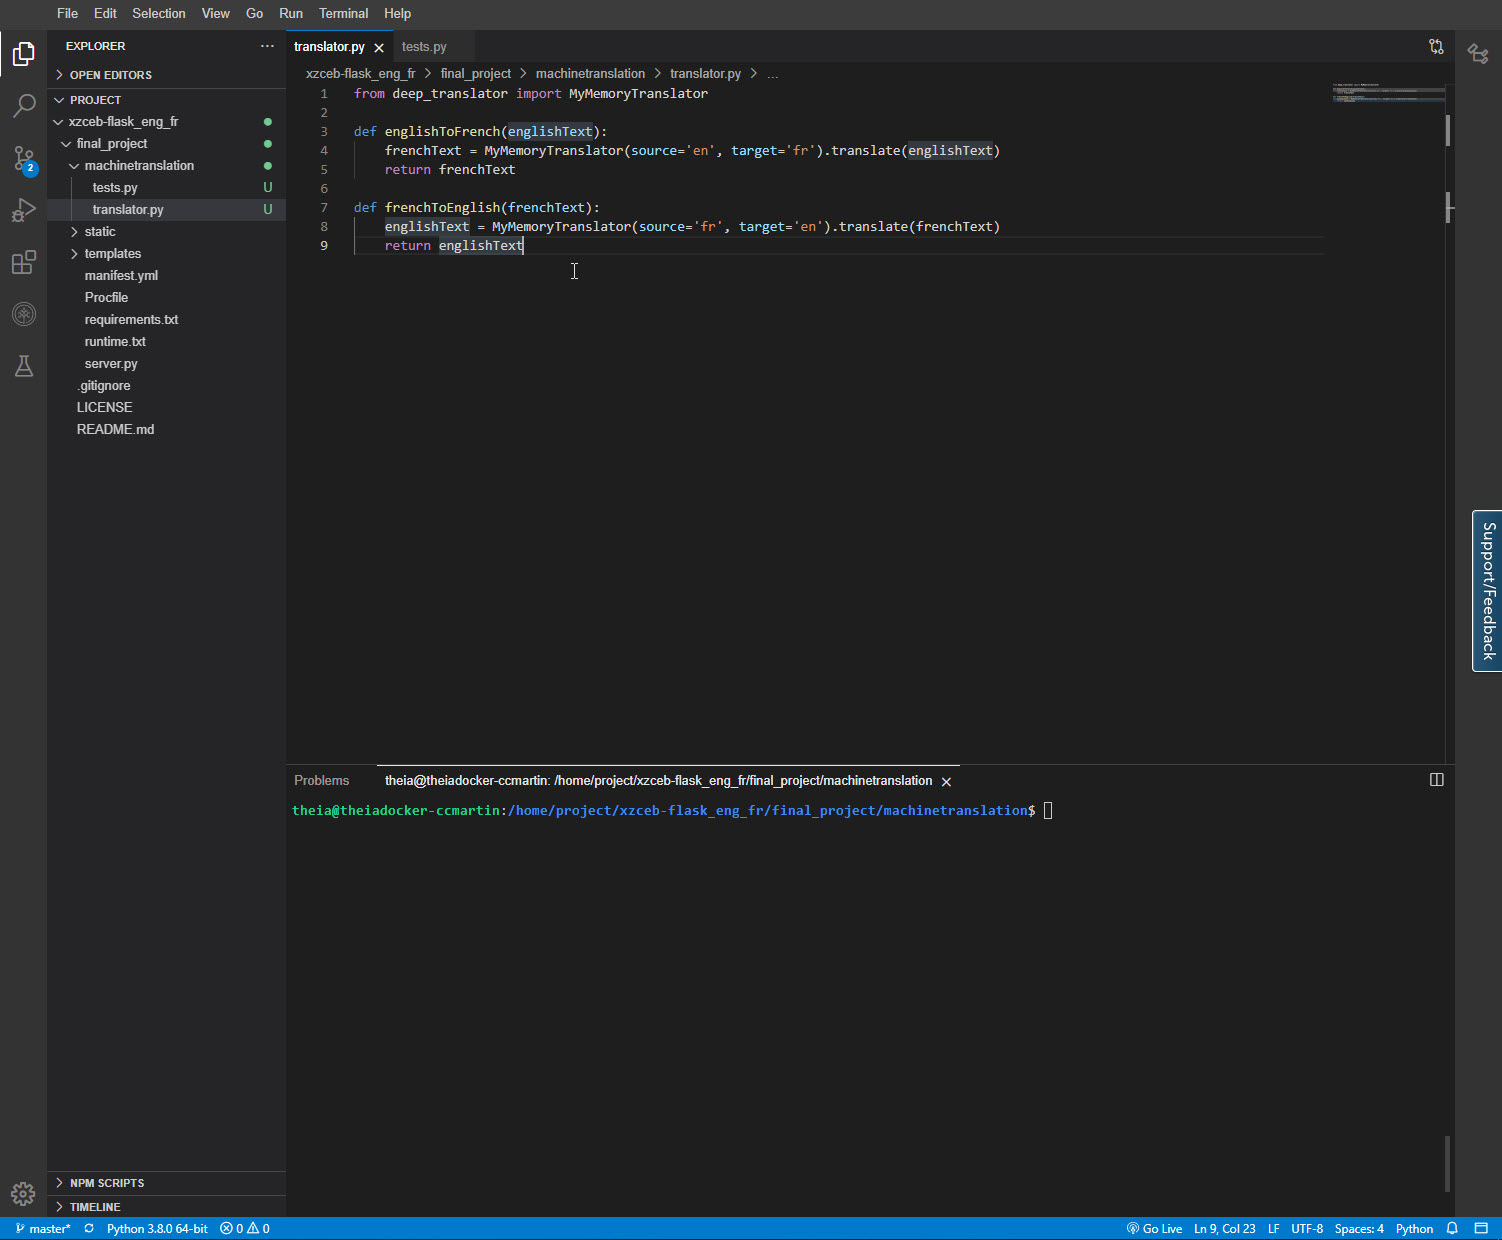 File Edit Selection View Go Run Terminal Help
EXPLORER ...
OPEN EDITORS
PROJECT
xzceb-flask_eng_fr
final_project
machinetranslation
tests.py U
translator.py U
static
templates
manifest.yml
Procfile
requirements.txt
runtime.txt
server.py
.gitignore
LICENSE
README.md
NPM SCRIPTS
TIMELINE
2
translator.py tests.py
xzceb-flask_eng_fr > final_project > machinetranslation > translator.py > ...
1 from deep_translator import MyMemoryTranslator
2
3 def englishToFrench(englishText):
4     frenchText = MyMemoryTranslator(source='en', target='fr').translate(englishText)
5     return frenchText
6
7 def frenchToEnglish(frenchText):
8     englishText = MyMemoryTranslator(source='fr', target='en').translate(frenchText)
9     return englishText
Support/Feedback
Problems theia@theiadocker-ccmartin: /home/project/xzceb-flask_eng_fr/final_project/machinetranslation
theia@theiadocker-ccmartin:/home/project/xzceb-flask_eng_fr/final_project/machinetranslation$
master* Python 3.8.0 64-bit 0 0 Go Live Ln 9, Col 23 LF UTF-8 Spaces: 4 Python